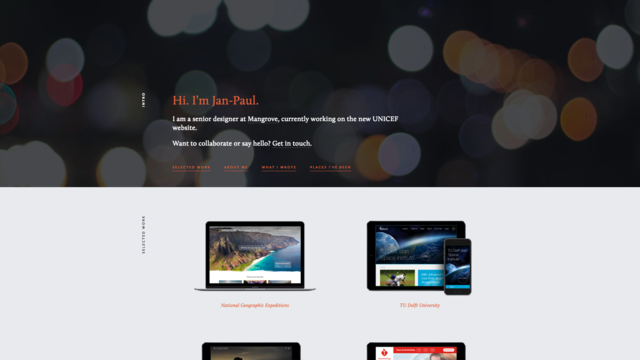 INTRO
Hi. I'm Jan-Paul.
I am a senior designer at Mangrove, currently working on the new UNICEF
website.
Want to collaborate or say hello? Get in touch.
SELECTED WORK ABOUT ME WHAT I WROTE PLACES I'VE BEEN
SELECTED WORK
National Geographic Expeditions
TU Delft University